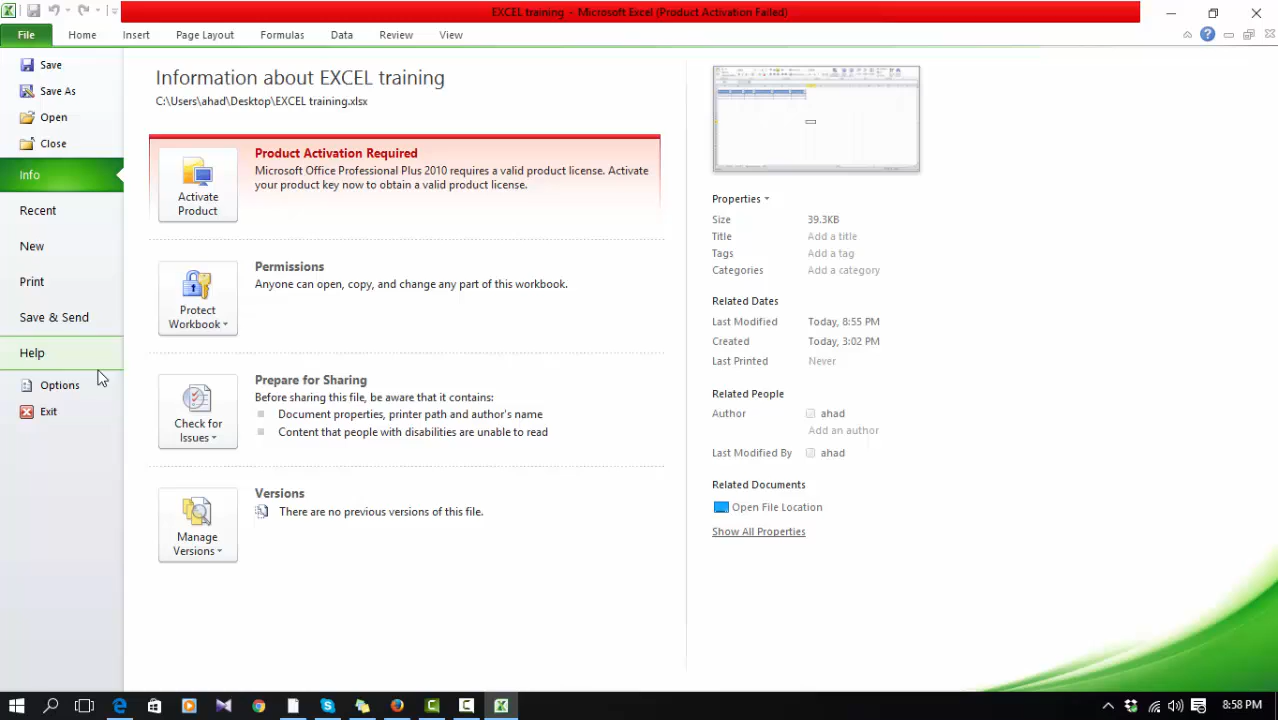 EXCEL training - Microsoft Excel (Product Activation Failed)
File Home Insert Page Layout Formulas Data Review View
Save
Save As
Open
Close
Info
Recent
New
Print
Save & Send
Help
Options
Exit
Information about EXCEL training
C:\Users\ahad\Desktop\EXCEL training.xlsx
Activate
Product
Product Activation Required
Microsoft Office Professional Plus 2010 requires a valid product license. Activate
your product key now to obtain a valid product license.
Protect
Workbook
Permissions
Anyone can open, copy, and change any part of this workbook.
Check for
Issues
Prepare for Sharing
Before sharing this file, be aware that it contains:
Document properties, printer path and author's name
Content that people with disabilities are unable to read
Manage
Versions
Versions
There are no previous versions of this file.
Properties
Size 39.3KB
Title Add a title
Tags Add a tag
Categories Add a category
Related Dates
Last Modified Today, 8:55 PM
Created Today, 3:02 PM
Last Printed Never
Related People
Author ahad
Add an author
Last Modified By ahad
Related Documents
Open File Location
Show All Properties
8:58 PM